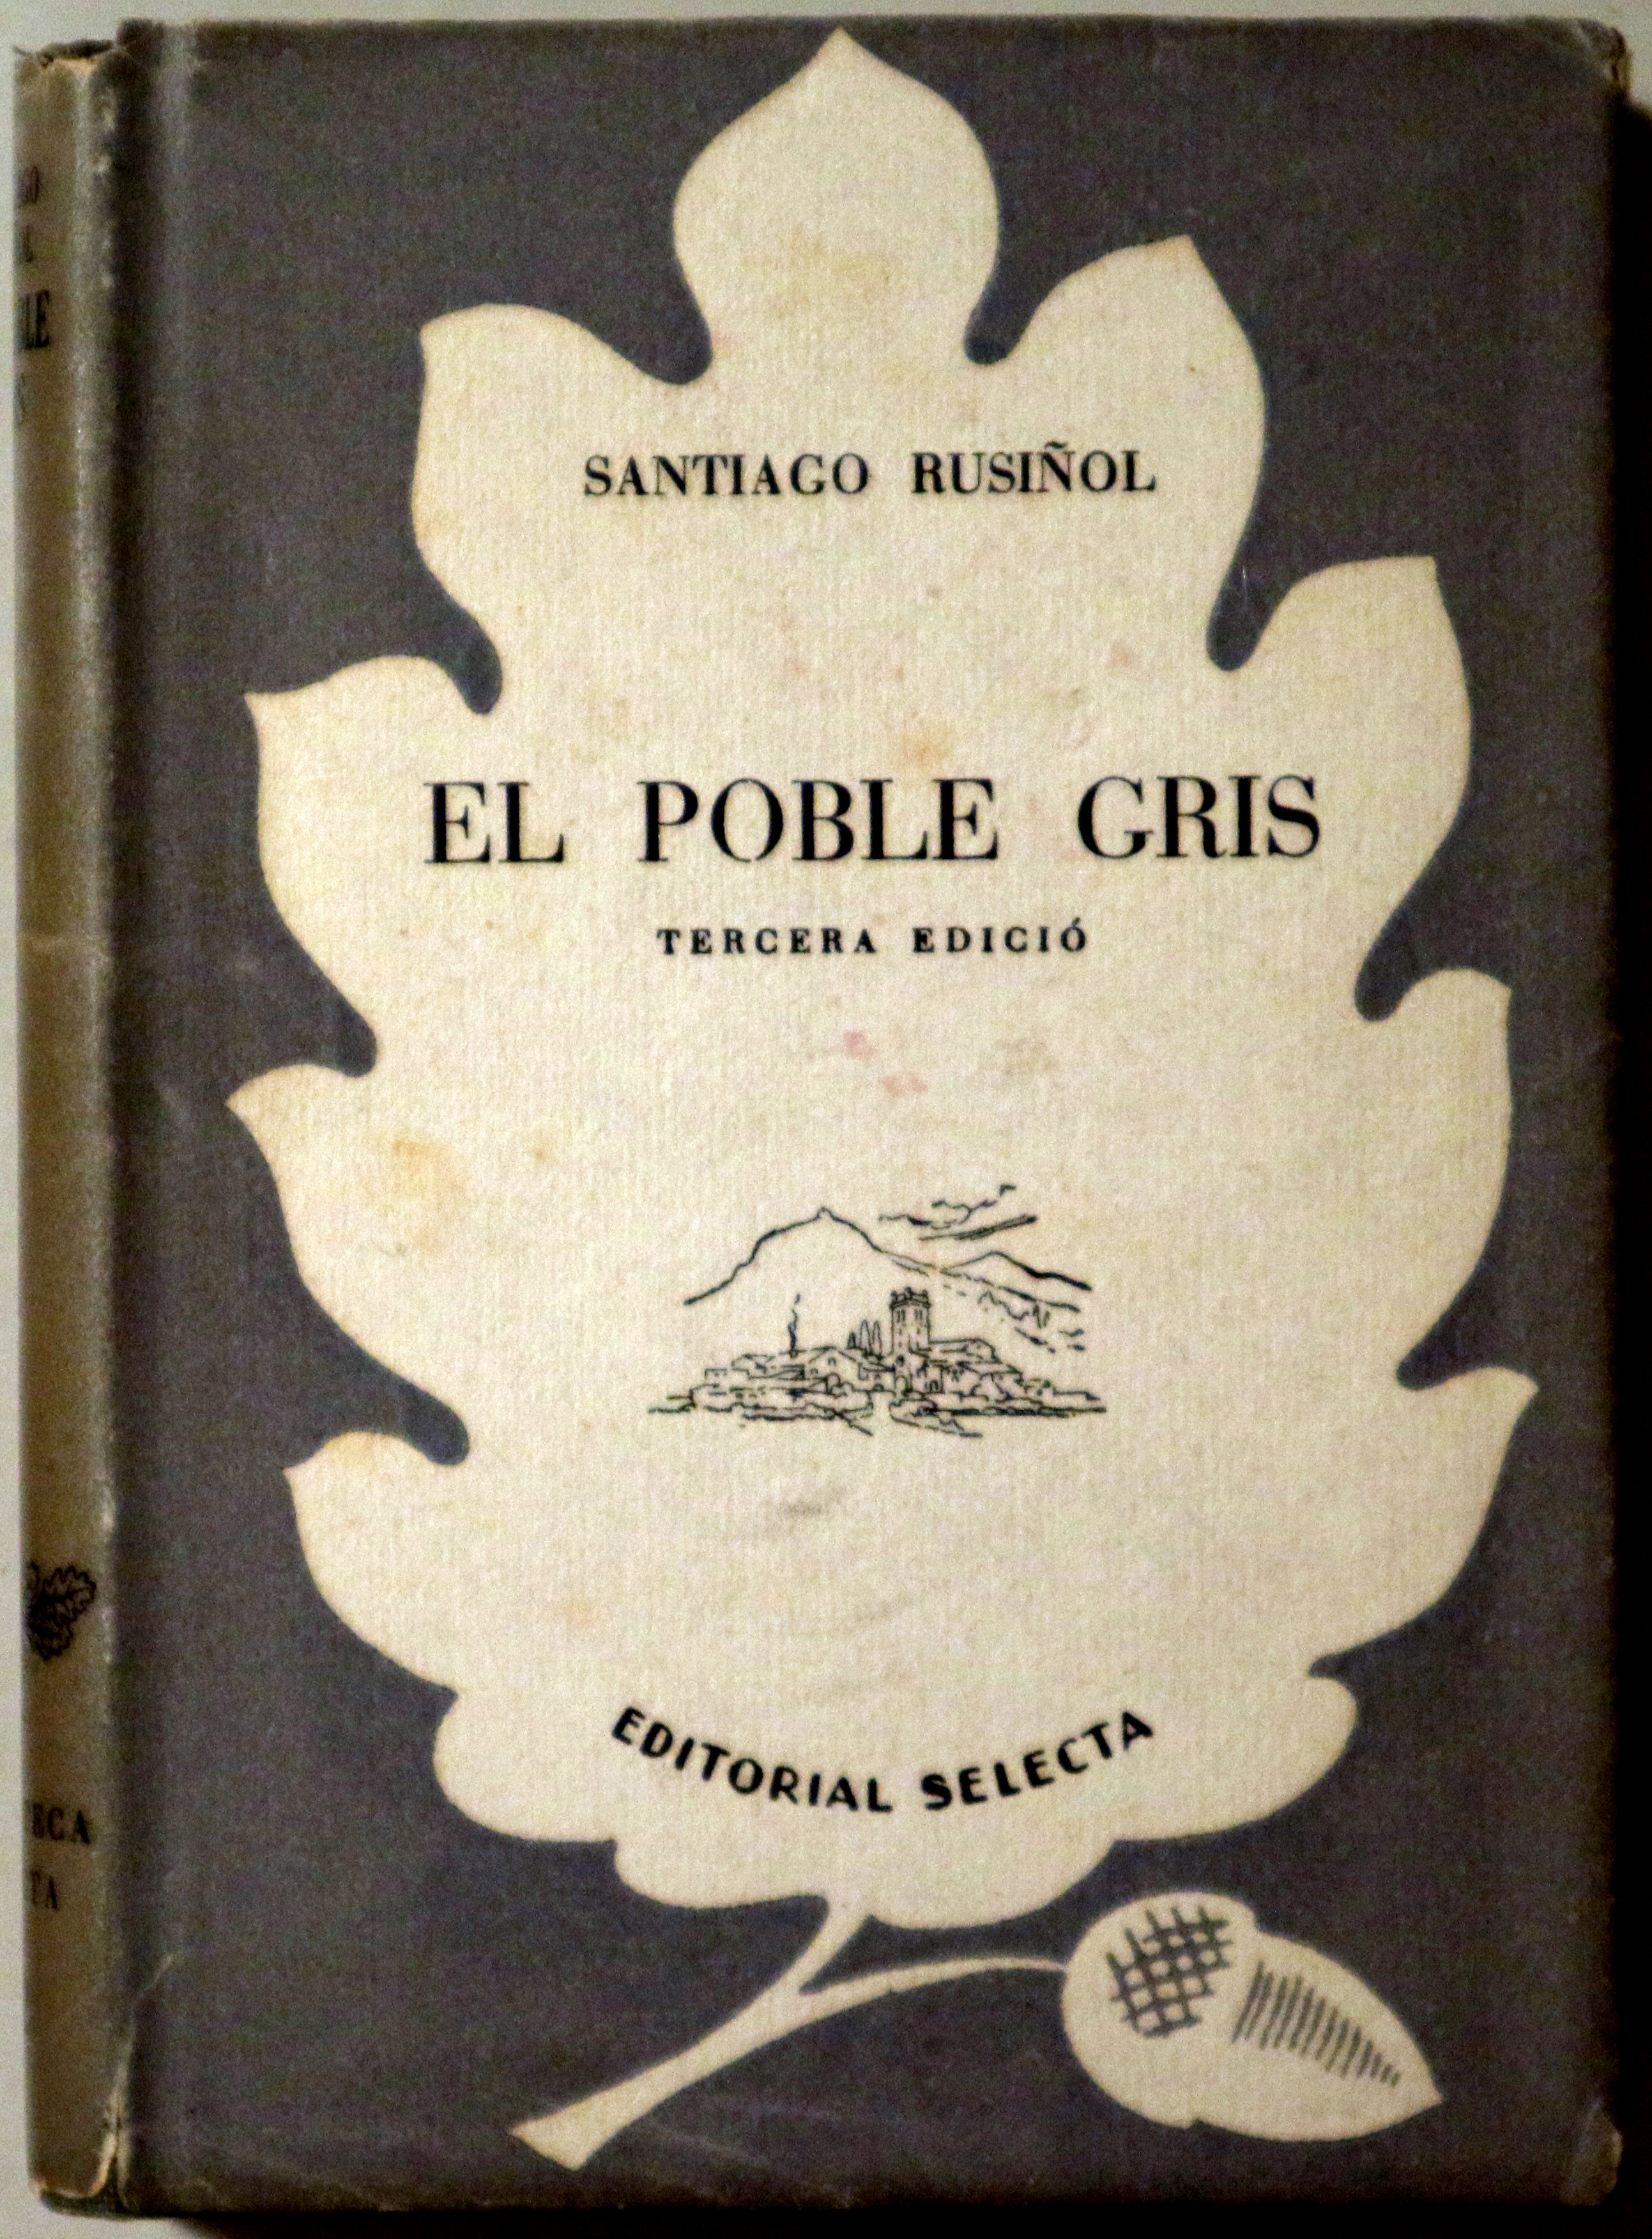 SANTIAGO RUSIÑOL
EL POBLE GRIS
TERCERA EDICIÓ
EDITORIAL SELECTA